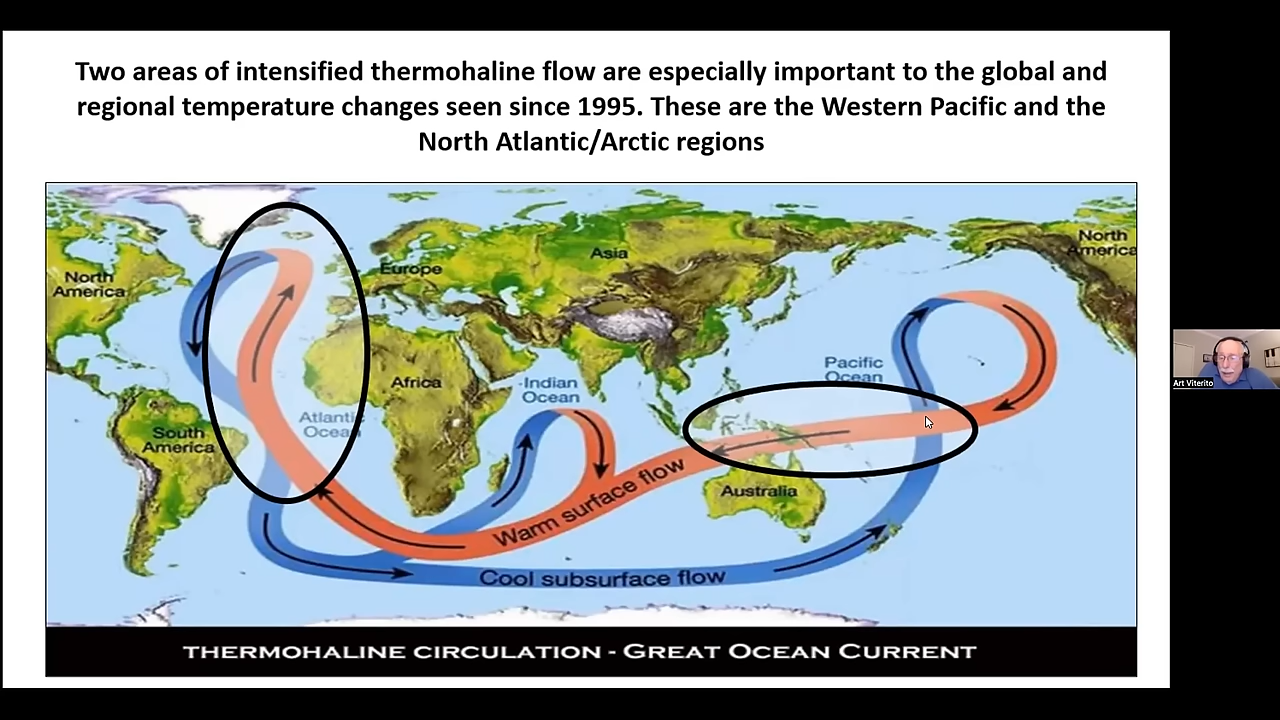 Two areas of intensified thermohaline flow are especially important to the global and
regional temperature changes seen since 1995. These are the Western Pacific and the
North Atlantic/Arctic regions
North
America
Europe
Asia
North
America
Africa
Indian
Ocean
Pacific
Ocean
Atlantic
Ocean
South
America
Australia
Warm surface flow
Cool subsurface flow
THERMOHALINE CIRCULATION - GREAT OCEAN CURRENT
Art Viterito